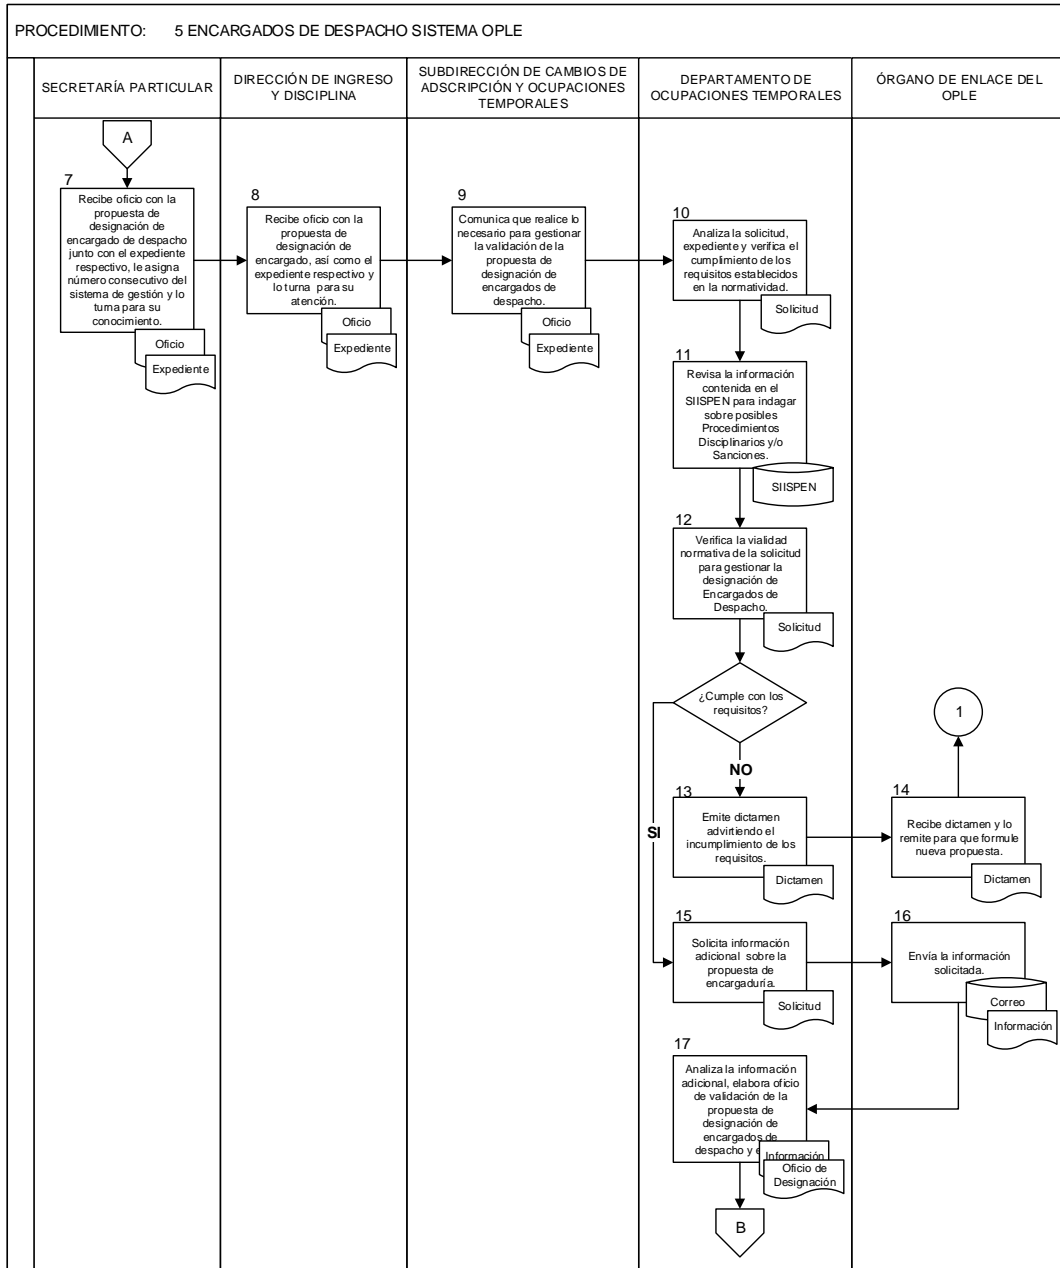 PROCEDIMIENTO: 5 ENCARGADOS DE DESPACHO SISTEMA OPLE
SECRETARÍA PARTICULAR
DIRECCIÓN DE INGRESO
Y DISCIPLINA
SUBDIRECCIÓN DE CAMBIOS DE
ADSCRIPCIÓN Y OCUPACIONES
TEMPORALES
DEPARTAMENTO DE
OCUPACIONES TEMPORALES
ÓRGANO DE ENLACE DEL
OPLE
A
7
Recibe oficio con la
propuesta de
designación de
encargado de despacho
junto con el expediente
respectivo, le asigna
número consecutivo del
sistema de gestión y lo
turna para su
conocimiento.
Oficio
Expediente
8
Recibe oficio con la
propuesta de
designación de
encargado, así como el
expediente respectivo y
lo turna para su
atención.
Oficio
Expediente
9
Comunica que realice lo
necesario para gestionar
la validación de la
propuesta de
designación de
encargados de
despacho.
Oficio
Expediente
10
Analiza la solicitud,
expediente y verifica el
cumplimiento de los
requisitos establecidos
en la normatividad.
Solicitud
11
Revisa la información
contenida en el
SIISPEN para indagar
sobre posibles
Procedimientos
Disciplinarios y/o
Sanciones.
SIISPEN
12
Verifica la vialidad
normativa de la solicitud
para gestionar la
designación de
Encargados de
Despacho.
Solicitud
¿Cumple con los
requisitos?
NO
SI
13
Emite dictamen
advirtiendo el
incumplimiento de los
requisitos.
Dictamen
14
Recibe dictamen y lo
remite para que formule
nueva propuesta.
Dictamen
1
15
Solicita información
adicional sobre la
propuesta de
encargaduría.
Solicitud
16
Envía la información
solicitada.
Correo
Información
17
Analiza la información
adicional, elabora oficio
de validación de la
propuesta de
designación de
encargados de
despacho y
Información
Oficio de
Designación
B